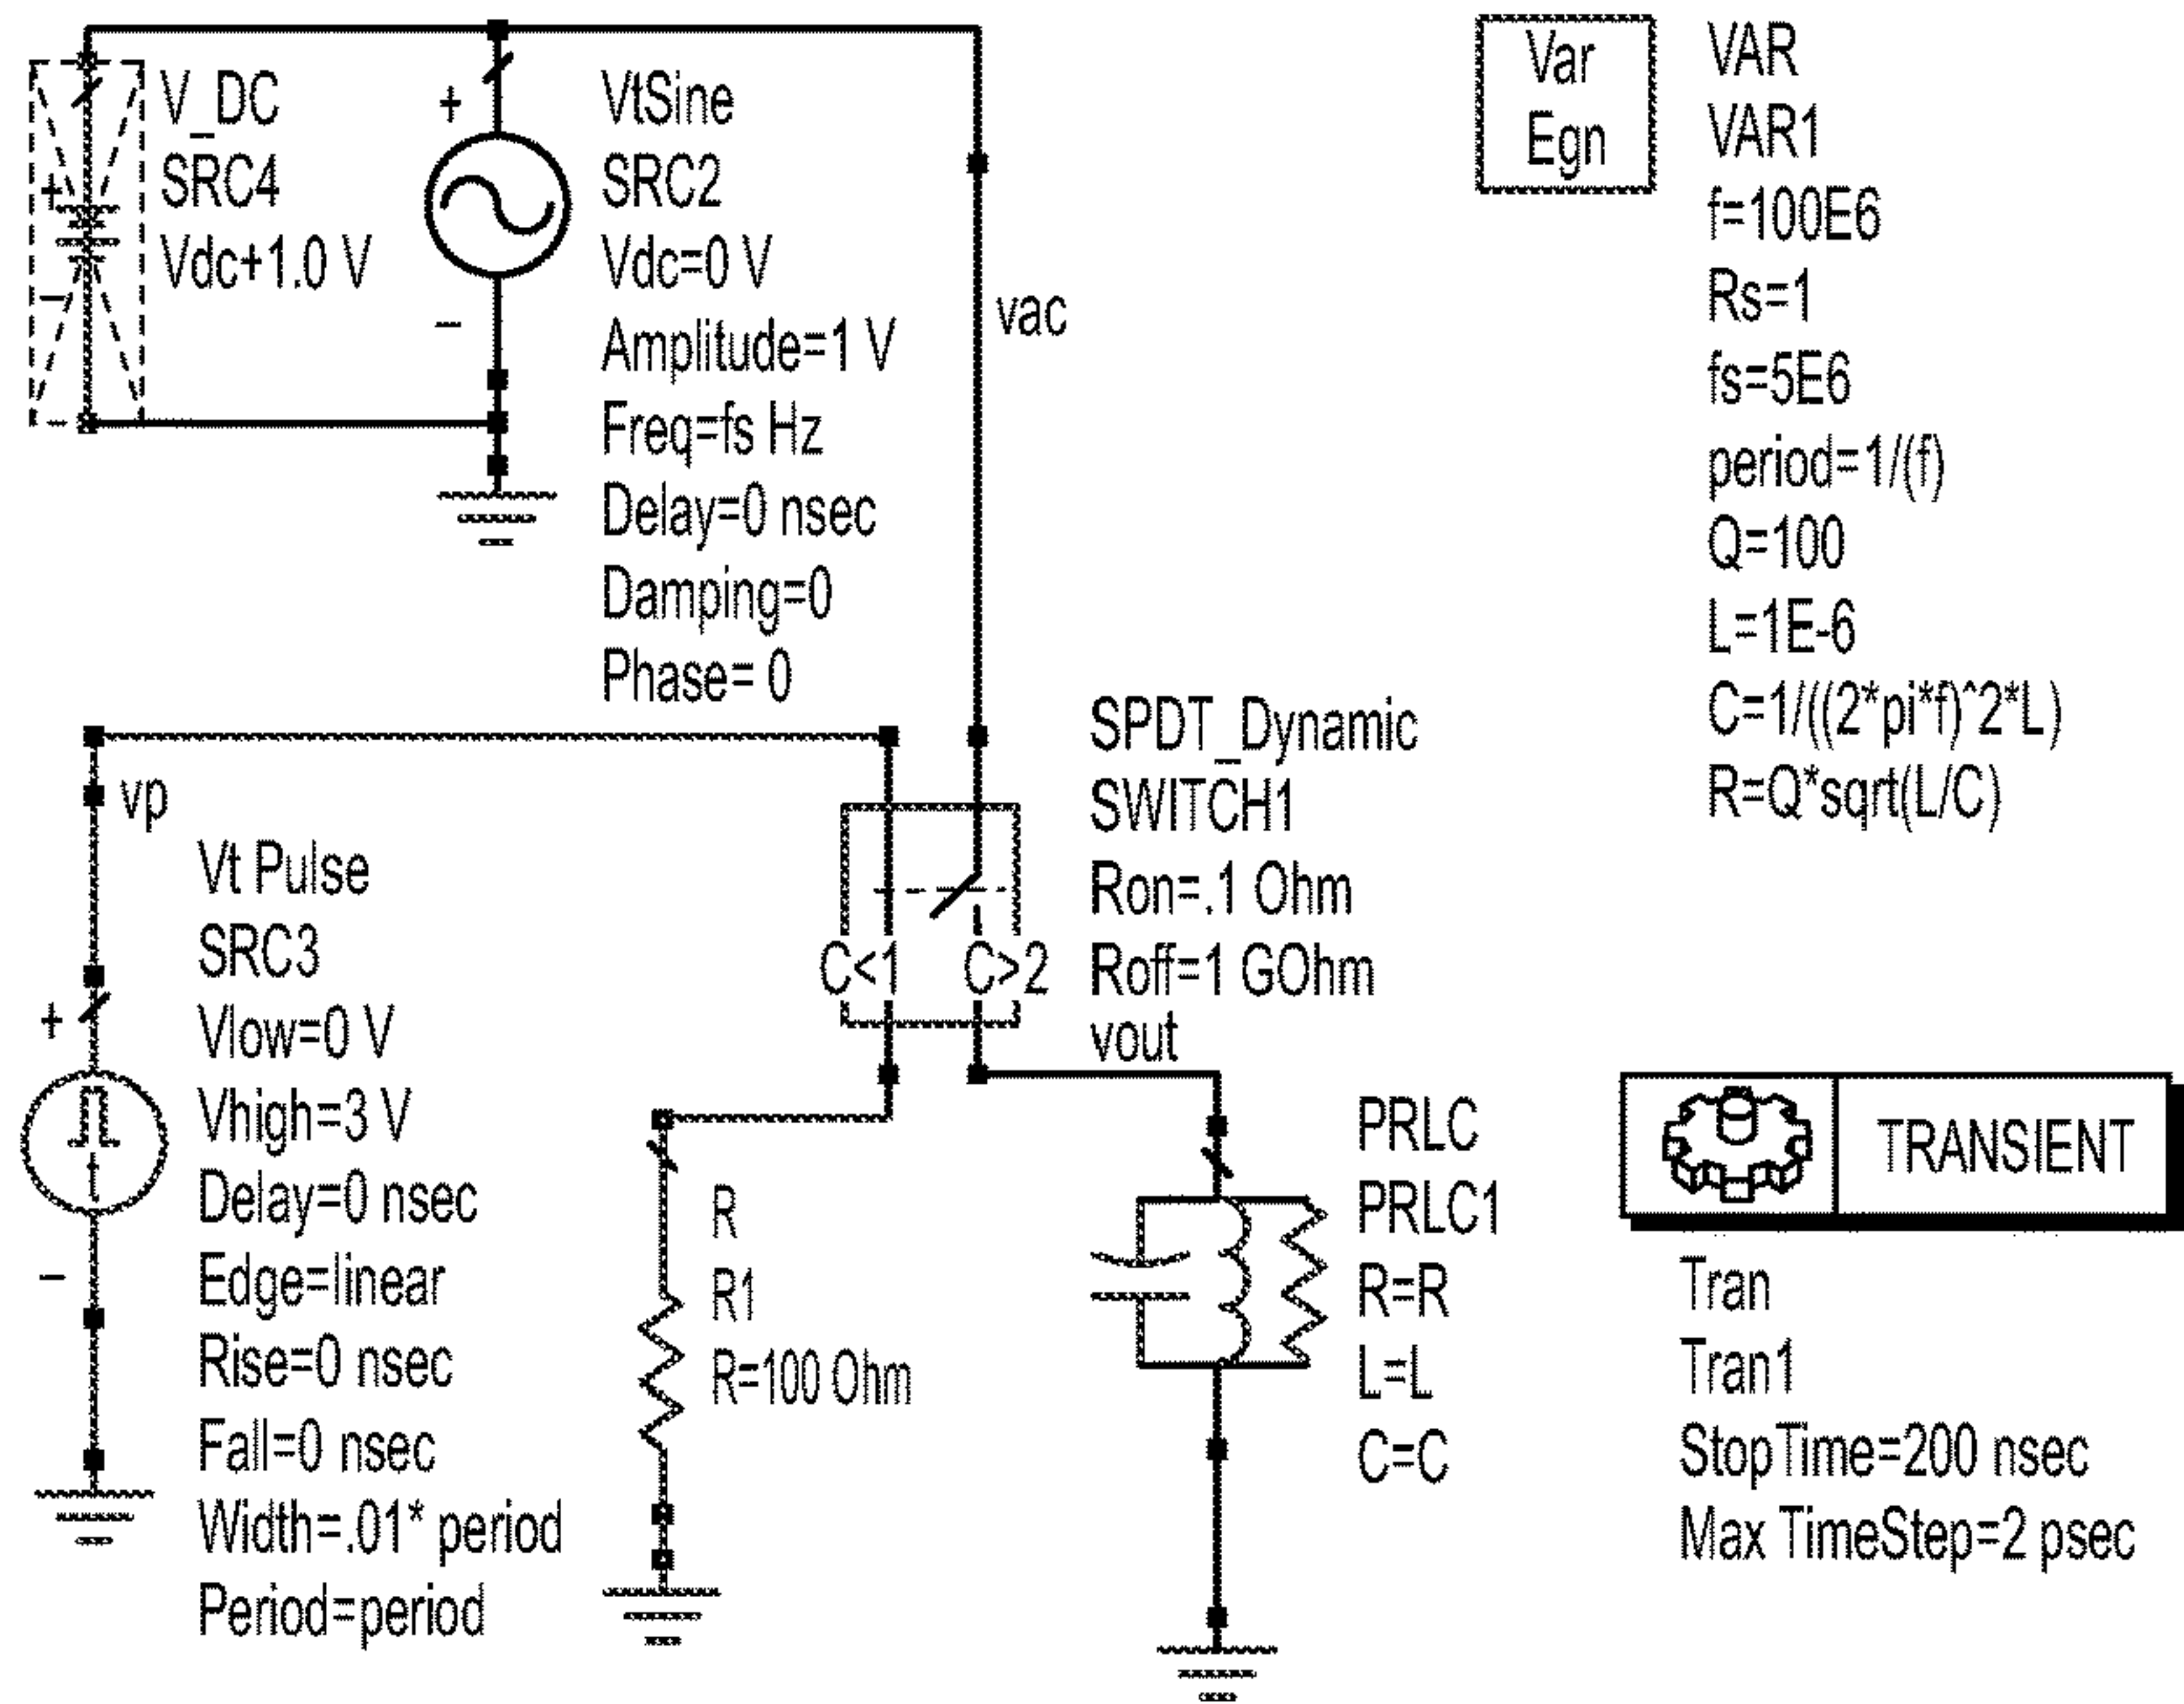 V_DC
SRC4
Vdc+1.0 V
+
−
+
−
VtSine
SRC2
Vdc=0 V
Amplitude=1 V
Freq=fs Hz
Delay=0 nsec
Damping=0
Phase= 0
vac
Var
Egn
VAR
VAR1
f=100E6
Rs=1
fs=5E6
period=1/(f)
Q=100
L=1E-6
C=1/((2*pi*f)^2*L)
R=Q*sqrt(L/C)
vp
Vt Pulse
SRC3
Vlow=0 V
Vhigh=3 V
Delay=0 nsec
Edge=linear
Rise=0 nsec
Fall=0 nsec
Width=.01* period
Period=period
+
−
SPDT_Dynamic
SWITCH1
Ron=.1 Ohm
Roff=1 GOhm
C<1 C>2
vout
R
R1
R=100 Ohm
PRLC
PRLC1
R=R
L=L
C=C
TRANSIENT
Tran
Tran1
StopTime=200 nsec
Max TimeStep=2 psec